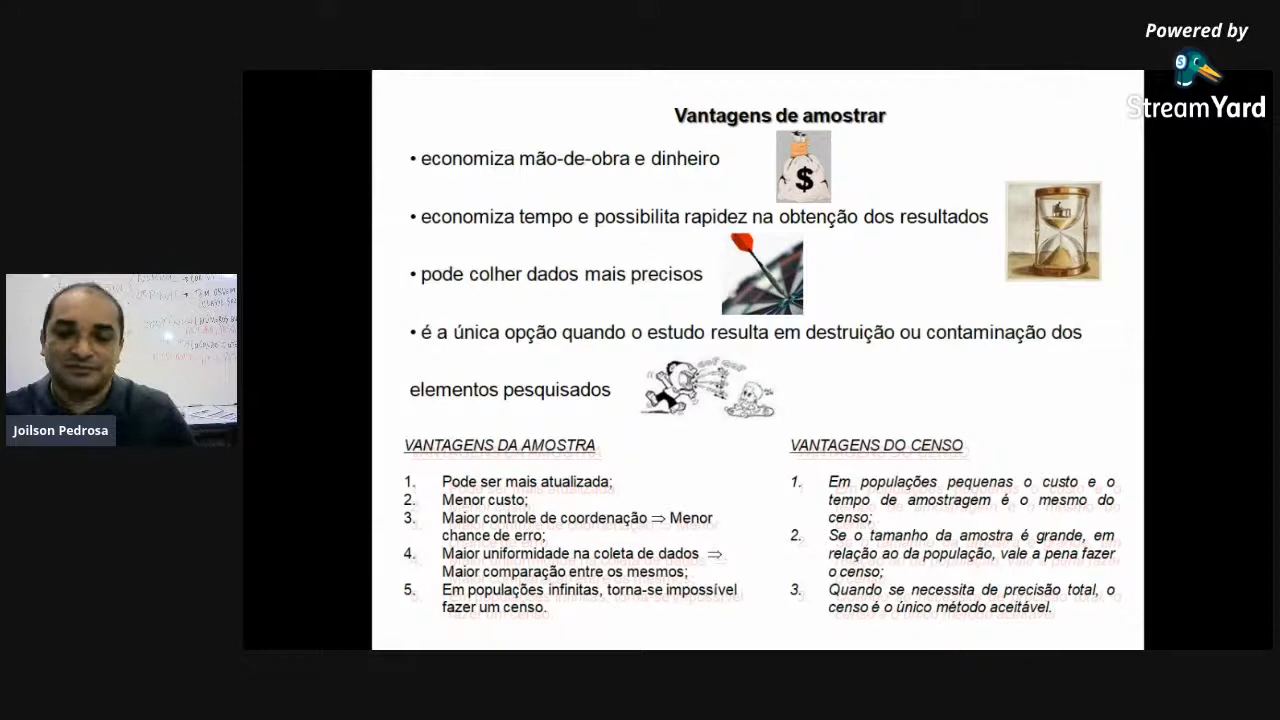 Powered by
StreamYard
Vantagens de amostrar
• economiza mão-de-obra e dinheiro
$
• economiza tempo e possibilita rapidez na obtenção dos resultados
• pode colher dados mais precisos
• é a única opção quando o estudo resulta em destruição ou contaminação dos
elementos pesquisados
Joilson Pedrosa
VANTAGENS DA AMOSTRA
1. Pode ser mais atualizada;
2. Menor custo;
3. Maior controle de coordenação ⇒ Menor
chance de erro;
4. Maior uniformidade na coleta de dados ⇒
Maior comparação entre os mesmos;
5. Em populações infinitas, torna-se impossível
fazer um censo.
VANTAGENS DO CENSO
1. Em populações pequenas o custo e o
tempo de amostragem é o mesmo do
censo;
2. Se o tamanho da amostra é grande, em
relação ao da população, vale a pena fazer
o censo;
3. Quando se necessita de precisão total, o
censo é o único método aceitável.